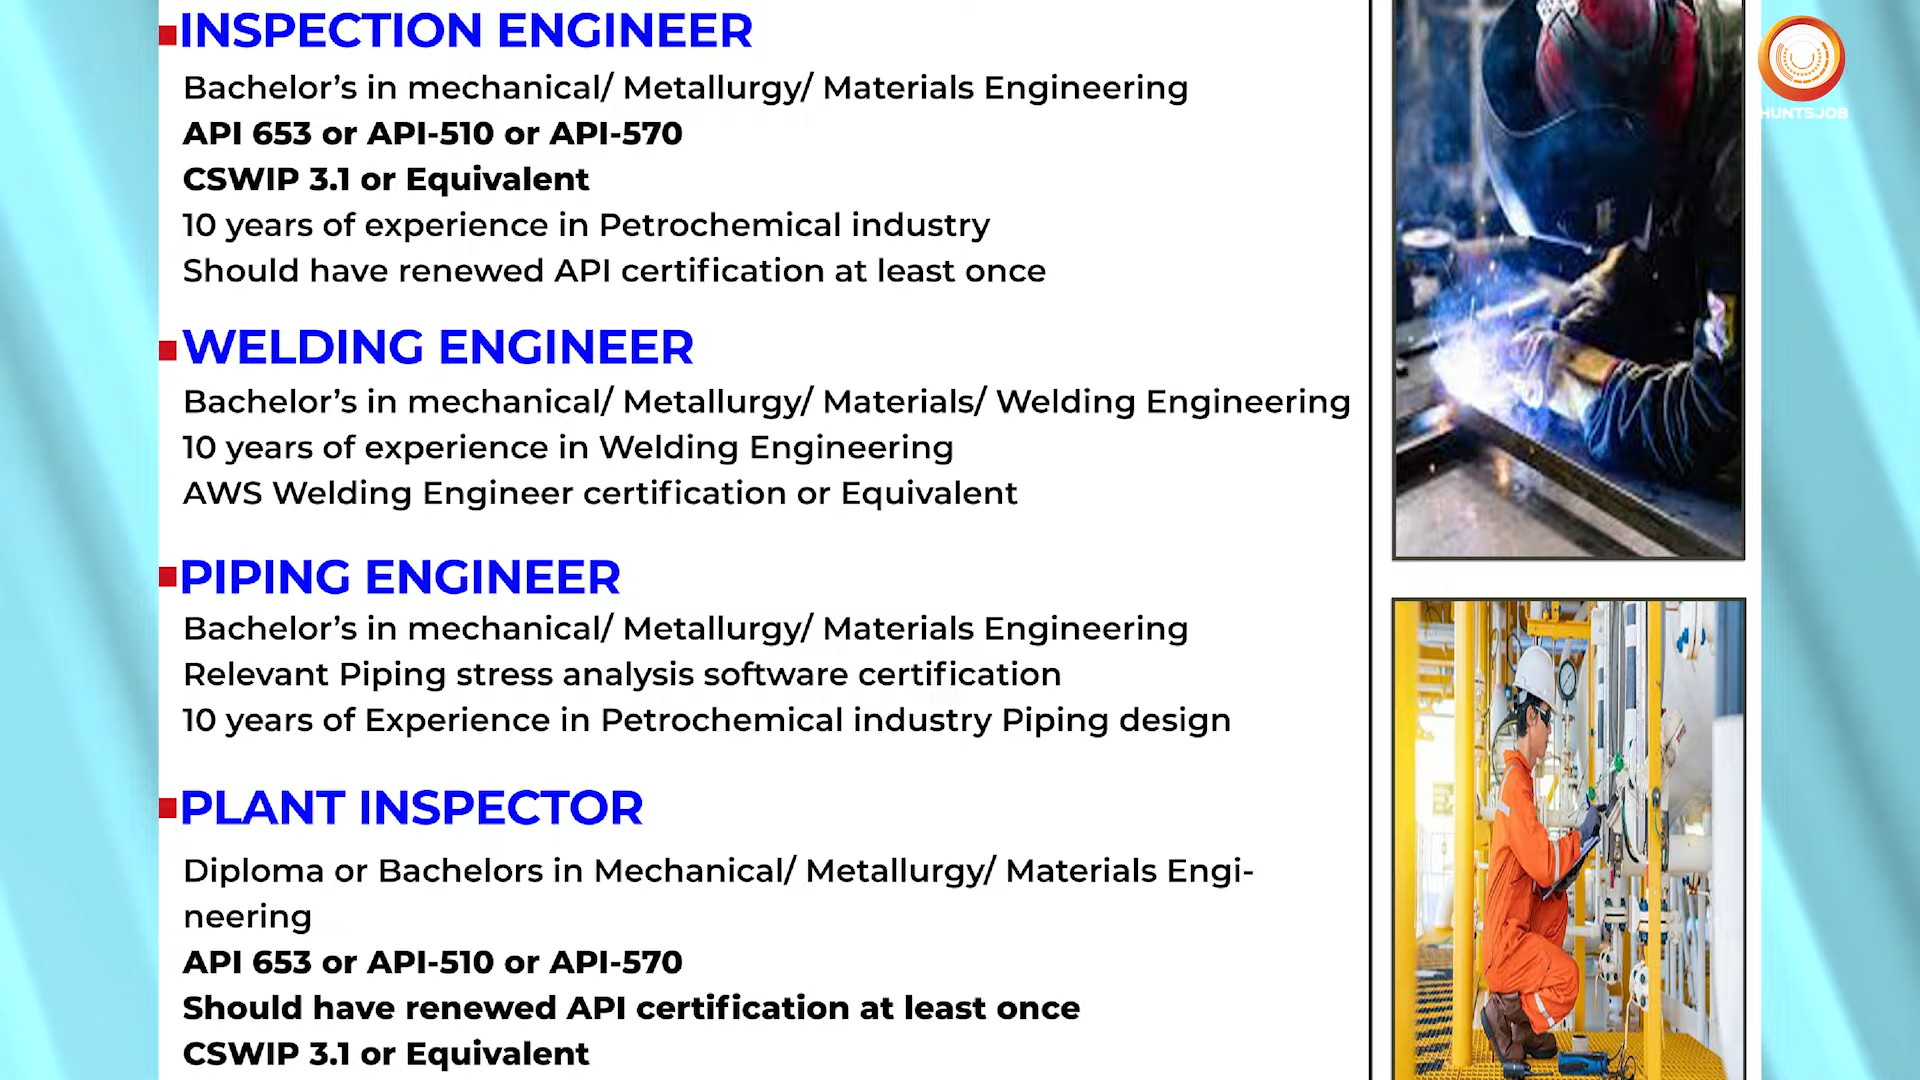 INSPECTION ENGINEER
Bachelor’s in mechanical/ Metallurgy/ Materials Engineering
API 653 or API-510 or API-570
CSWIP 3.1 or Equivalent
10 years of experience in Petrochemical industry
Should have renewed API certification at least once
WELDING ENGINEER
Bachelor’s in mechanical/ Metallurgy/ Materials/ Welding Engineering
10 years of experience in Welding Engineering
AWS Welding Engineer certification or Equivalent
PIPING ENGINEER
Bachelor’s in mechanical/ Metallurgy/ Materials Engineering
Relevant Piping stress analysis software certification
10 years of Experience in Petrochemical industry Piping design
PLANT INSPECTOR
Diploma or Bachelors in Mechanical/ Metallurgy/ Materials Engi-
neering
API 653 or API-510 or API-570
Should have renewed API certification at least once
CSWIP 3.1 or Equivalent
HUNTSJOB